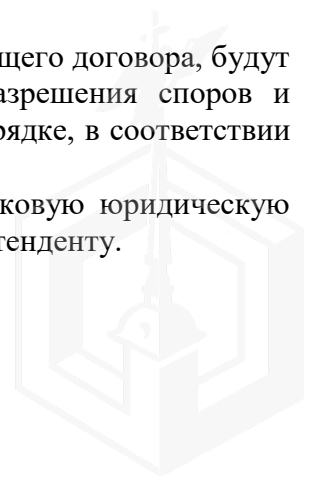 щего договора, будут
азрешения споров и
рядке, в соответствии
ковую юридическую
тенденту.